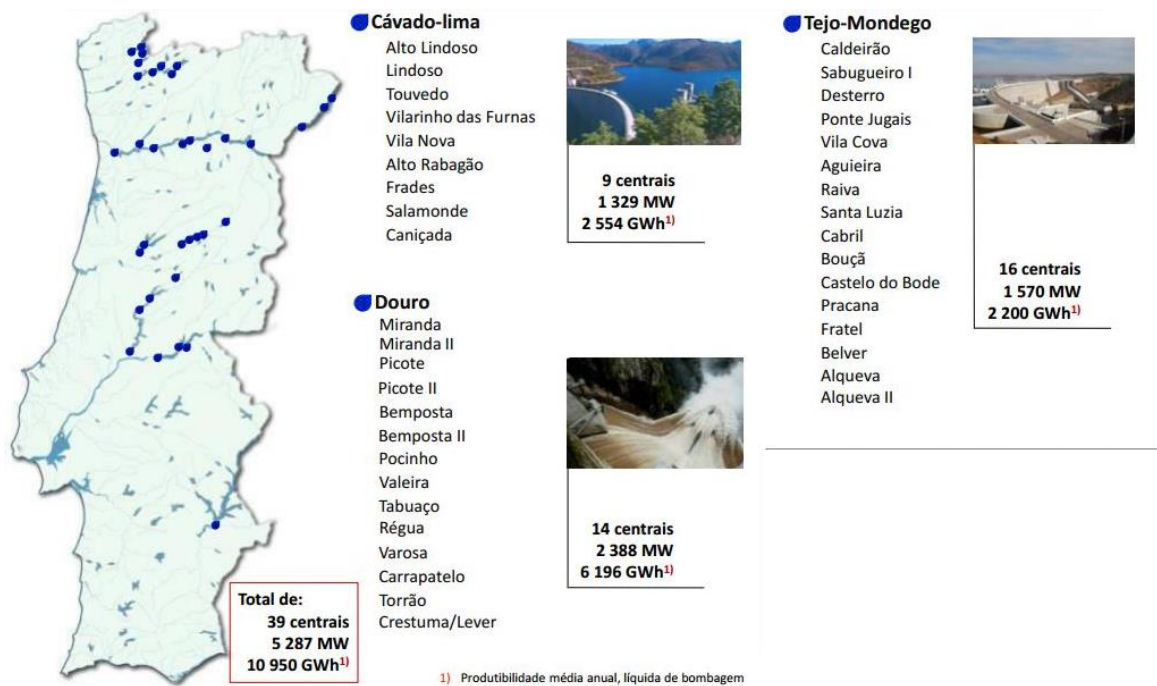 Cávado-lima
Alto Lindoso
Lindoso
Touvedo
Vilarinho das Furnas
Vila Nova
Alto Rabagão
Frades
Salamonde
Caniçada
9 centrais
1 329 MW
2 554 GWh1)
Douro
Miranda
Miranda II
Picote
Picote II
Bemposta
Bemposta II
Pocinho
Valeira
Tabuaço
Régua
Varosa
Carrapatelo
Torrão
Crestuma/Lever
14 centrais
2 388 MW
6 196 GWh1)
Tejo-Mondego
Caldeirão
Sabugueiro I
Desterro
Ponte Jugais
Vila Cova
Aguieira
Raiva
Santa Luzia
Cabril
Bouçã
Castelo do Bode
Pracana
Fratel
Belver
Alqueva
Alqueva II
16 centrais
1 570 MW
2 200 GWh1)
Total de:
39 centrais
5 287 MW
10 950 GWh1)
1) Produtibilidade média anual, líquida de bombagem